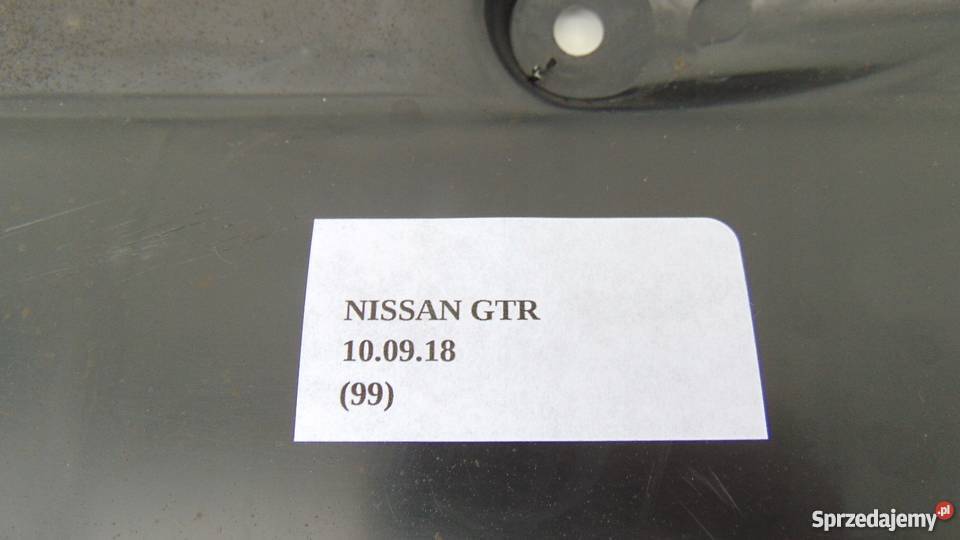 NISSAN GTR
10.09.18
(99)
Sprzedajemy.pl